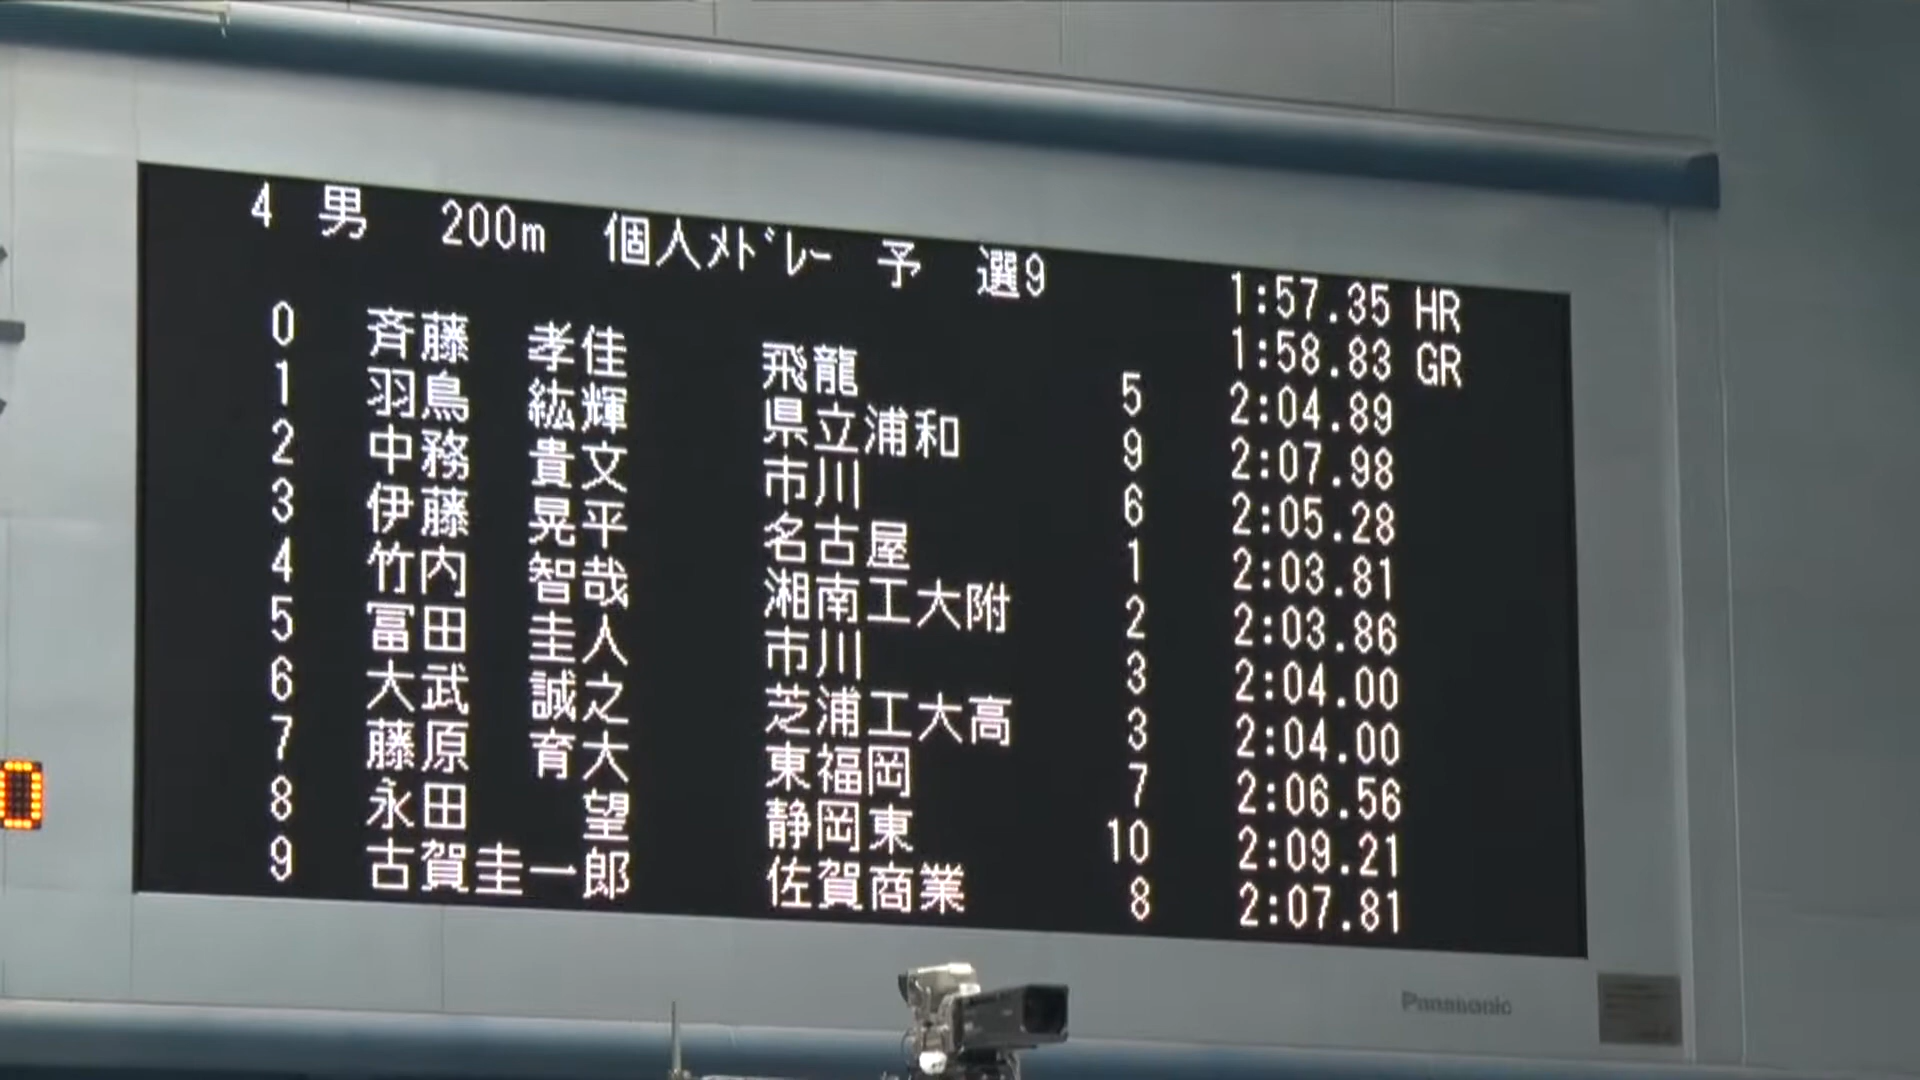 4 男 200m 個人ﾒﾄﾞﾚｰ 予 選9
1:57.35 HR
1:58.83 GR
0 斉藤 孝佳 飛龍 5 2:04.89
1 羽鳥 紘輝 県立浦和 9 2:07.98
2 中務 貴文 市川 6 2:05.28
3 伊藤 晃平 名古屋 1 2:03.81
4 竹内 智哉 湘南工大附 2 2:03.86
5 冨田 圭人 市川 3 2:04.00
6 大武 誠之 芝浦工大高 3 2:04.00
7 藤原 育大 東福岡 7 2:06.56
8 永田 望 静岡東 10 2:09.21
9 古賀圭一郎 佐賀商業 8 2:07.81
0
Panasonic